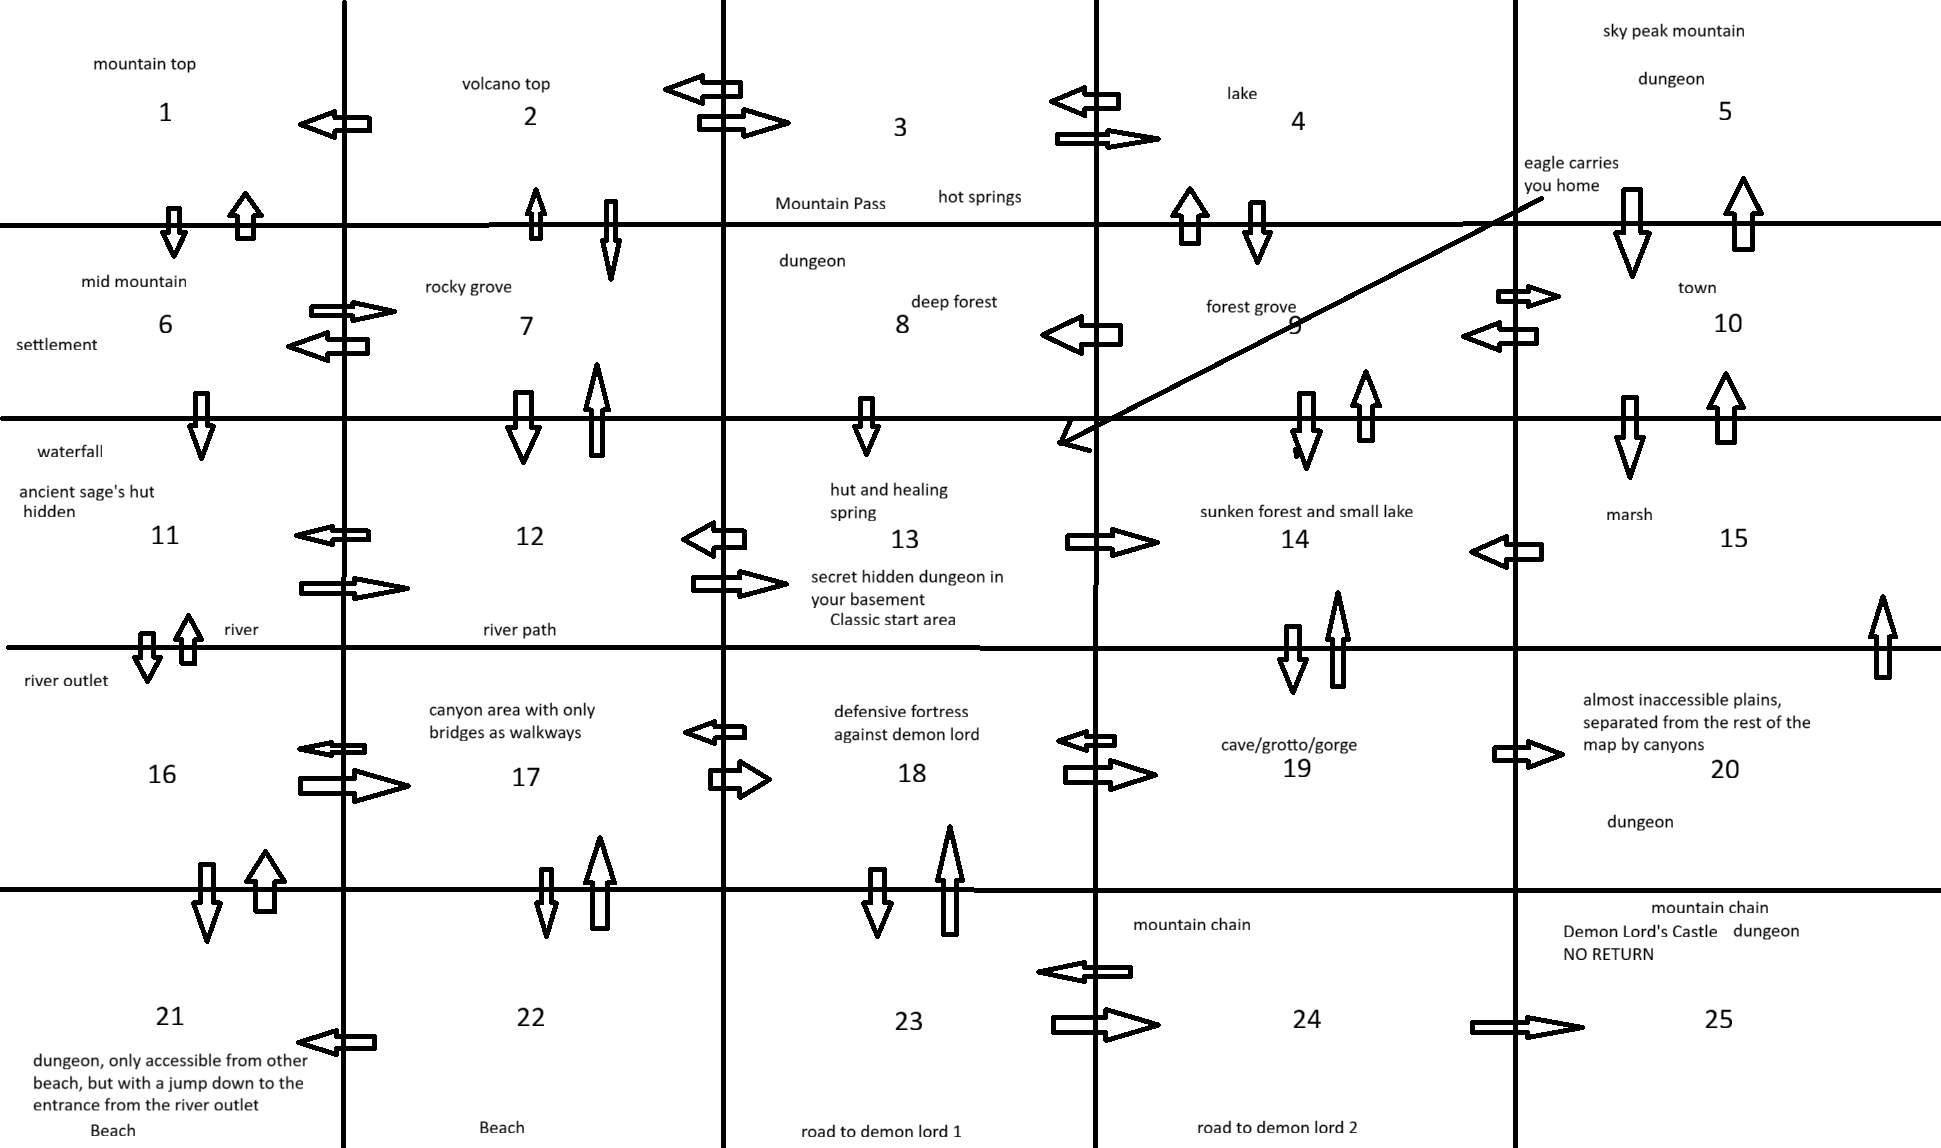 mountain top
1
volcano top
2
3
Mountain Pass
hot springs
lake
4
sky peak mountain
dungeon
5
eagle carries
you home
mid mountain
6
settlement
rocky grove
7
dungeon
deep forest
8
forest grove
9
town
10
waterfall
ancient sage's hut
hidden
11
river
12
river path
hut and healing
spring
13
secret hidden dungeon in
your basement
Classic start area
sunken forest and small lake
14
marsh
15
river outlet
16
canyon area with only
bridges as walkways
17
defensive fortress
against demon lord
18
cave/grotto/gorge
19
almost inaccessible plains,
separated from the rest of the
map by canyons
20
dungeon
21
dungeon, only accessible from other
beach, but with a jump down to the
entrance from the river outlet
Beach
22
Beach
23
road to demon lord 1
mountain chain
24
road to demon lord 2
mountain chain
Demon Lord's Castle dungeon
NO RETURN
25